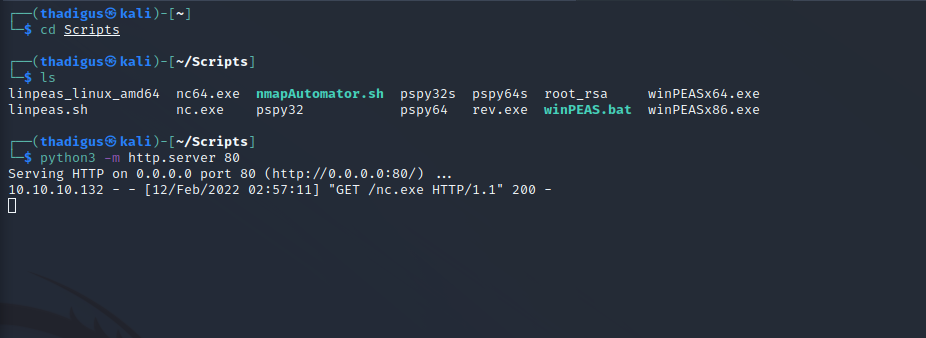 ┌──(thadigus㉿kali)-[~]
└─$ cd Scripts
┌──(thadigus㉿kali)-[~/Scripts]
└─$ ls
linpeas_linux_amd64  nc64.exe  nmapAutomator.sh  pspy32s  pspy64s  root_rsa     winPEASx64.exe
linpeas.sh           nc.exe    pspy32            pspy64   rev.exe  winPEAS.bat  winPEASx86.exe
┌──(thadigus㉿kali)-[~/Scripts]
└─$ python3 -m http.server 80
Serving HTTP on 0.0.0.0 port 80 (http://0.0.0.0:80/) ...
10.10.10.132 - - [12/Feb/2022 02:57:11] "GET /nc.exe HTTP/1.1" 200 -